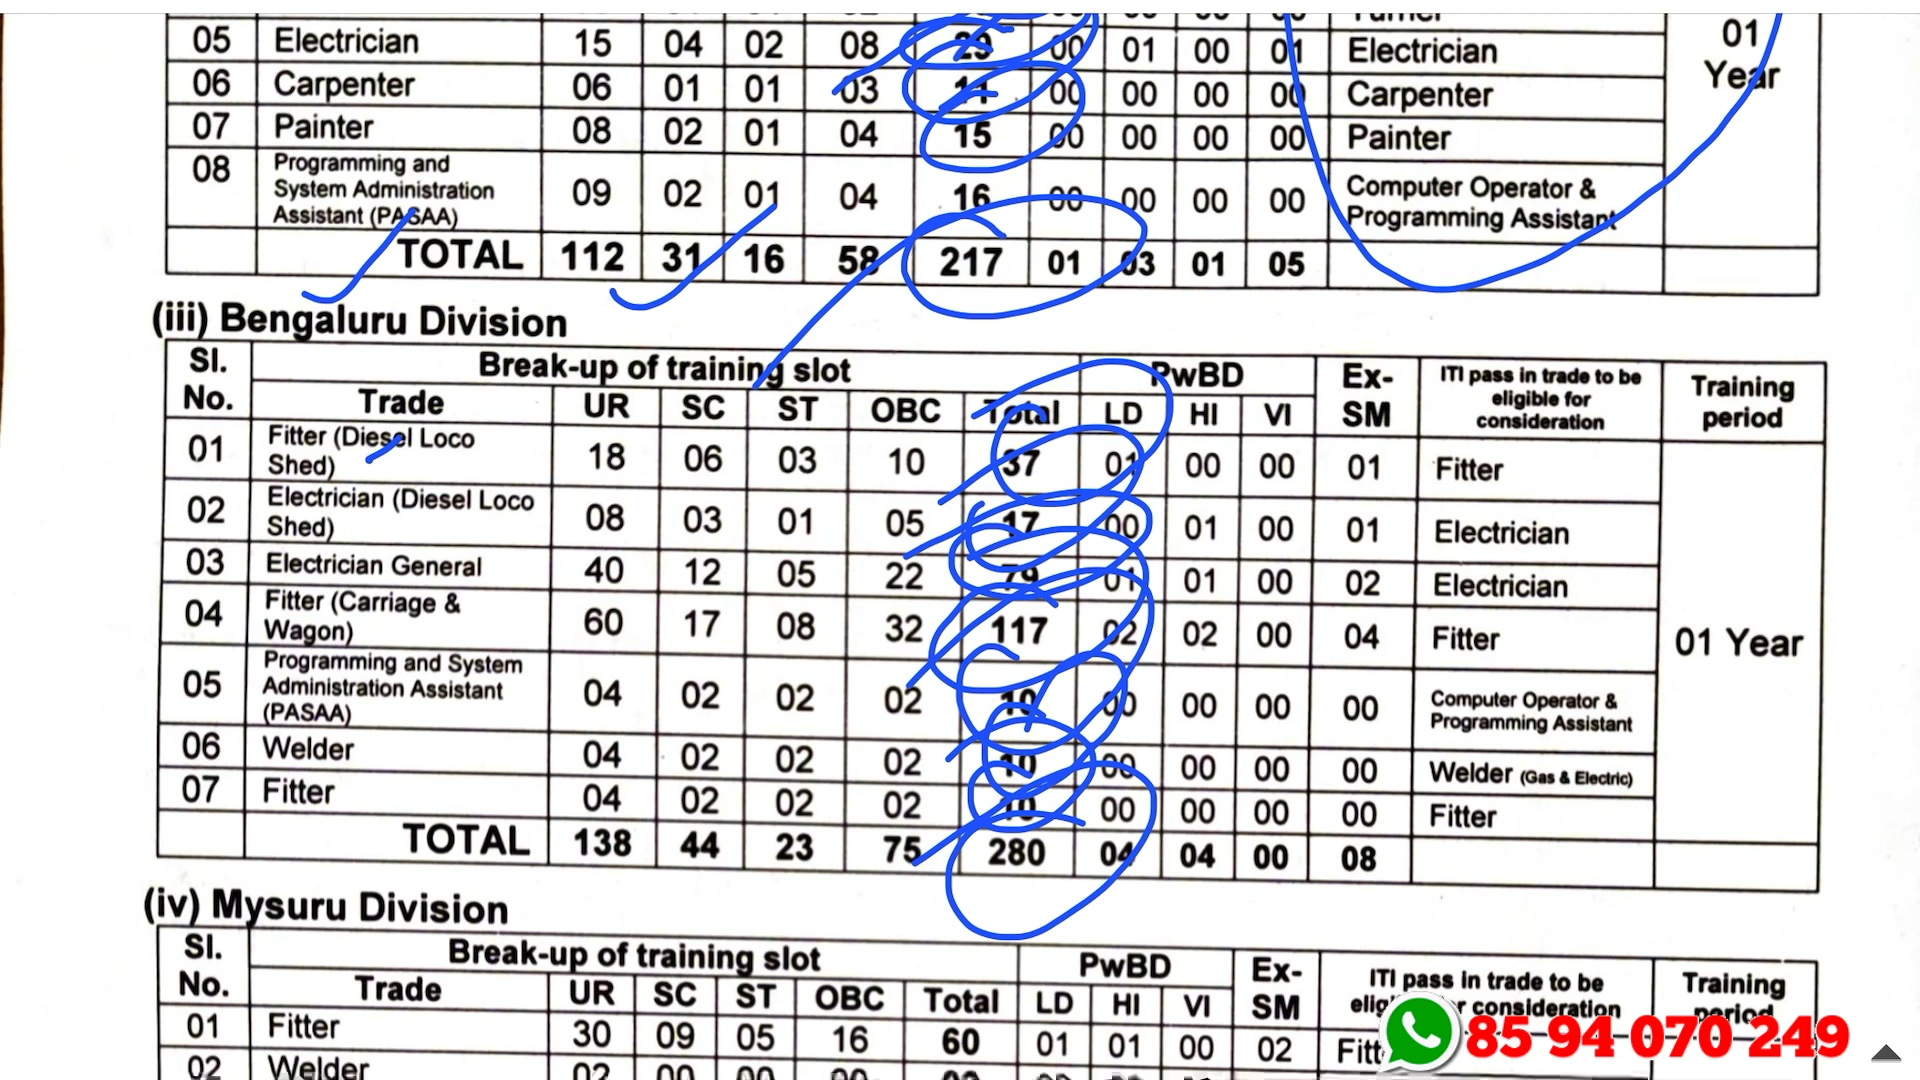 Turner
05 Electrician 15 04 02 08 29 00 01 00 01 Electrician 01 Year
06 Carpenter 06 01 01 03 11 00 00 00 00 Carpenter
07 Painter 08 02 01 04 15 00 00 00 00 Painter
08 Programming and System Administration Assistant (PASAA) 09 02 01 04 16 00 00 00 00 Computer Operator & Programming Assistant
TOTAL 112 31 16 58 217 01 03 01 05
(iii) Bengaluru Division
Sl. No. Break-up of training slot PwBD Ex-SM ITI pass in trade to be eligible for consideration Training period
Trade UR SC ST OBC Total LD HI VI
01 Fitter (Diesel Loco Shed) 18 06 03 10 37 01 00 00 01 Fitter 01 Year
02 Electrician (Diesel Loco Shed) 08 03 01 05 17 00 01 00 01 Electrician
03 Electrician General 40 12 05 22 79 01 01 00 02 Electrician
04 Fitter (Carriage & Wagon) 60 17 08 32 117 02 02 00 04 Fitter
05 Programming and System Administration Assistant (PASAA) 04 02 02 02 10 00 00 00 00 Computer Operator & Programming Assistant
06 Welder 04 02 02 02 10 00 00 00 00 Welder (Gas & Electric)
07 Fitter 04 02 02 02 10 00 00 00 00 Fitter
TOTAL 138 44 23 75 280 04 04 00 08
(iv) Mysuru Division
Sl. No. Break-up of training slot PwBD Ex-SM ITI pass in trade to be consideration Training period
Trade UR SC ST OBC Total LD HI VI
01 Fitter 30 09 05 16 60 01 01 00 02
02 Welder
85 94 070 249